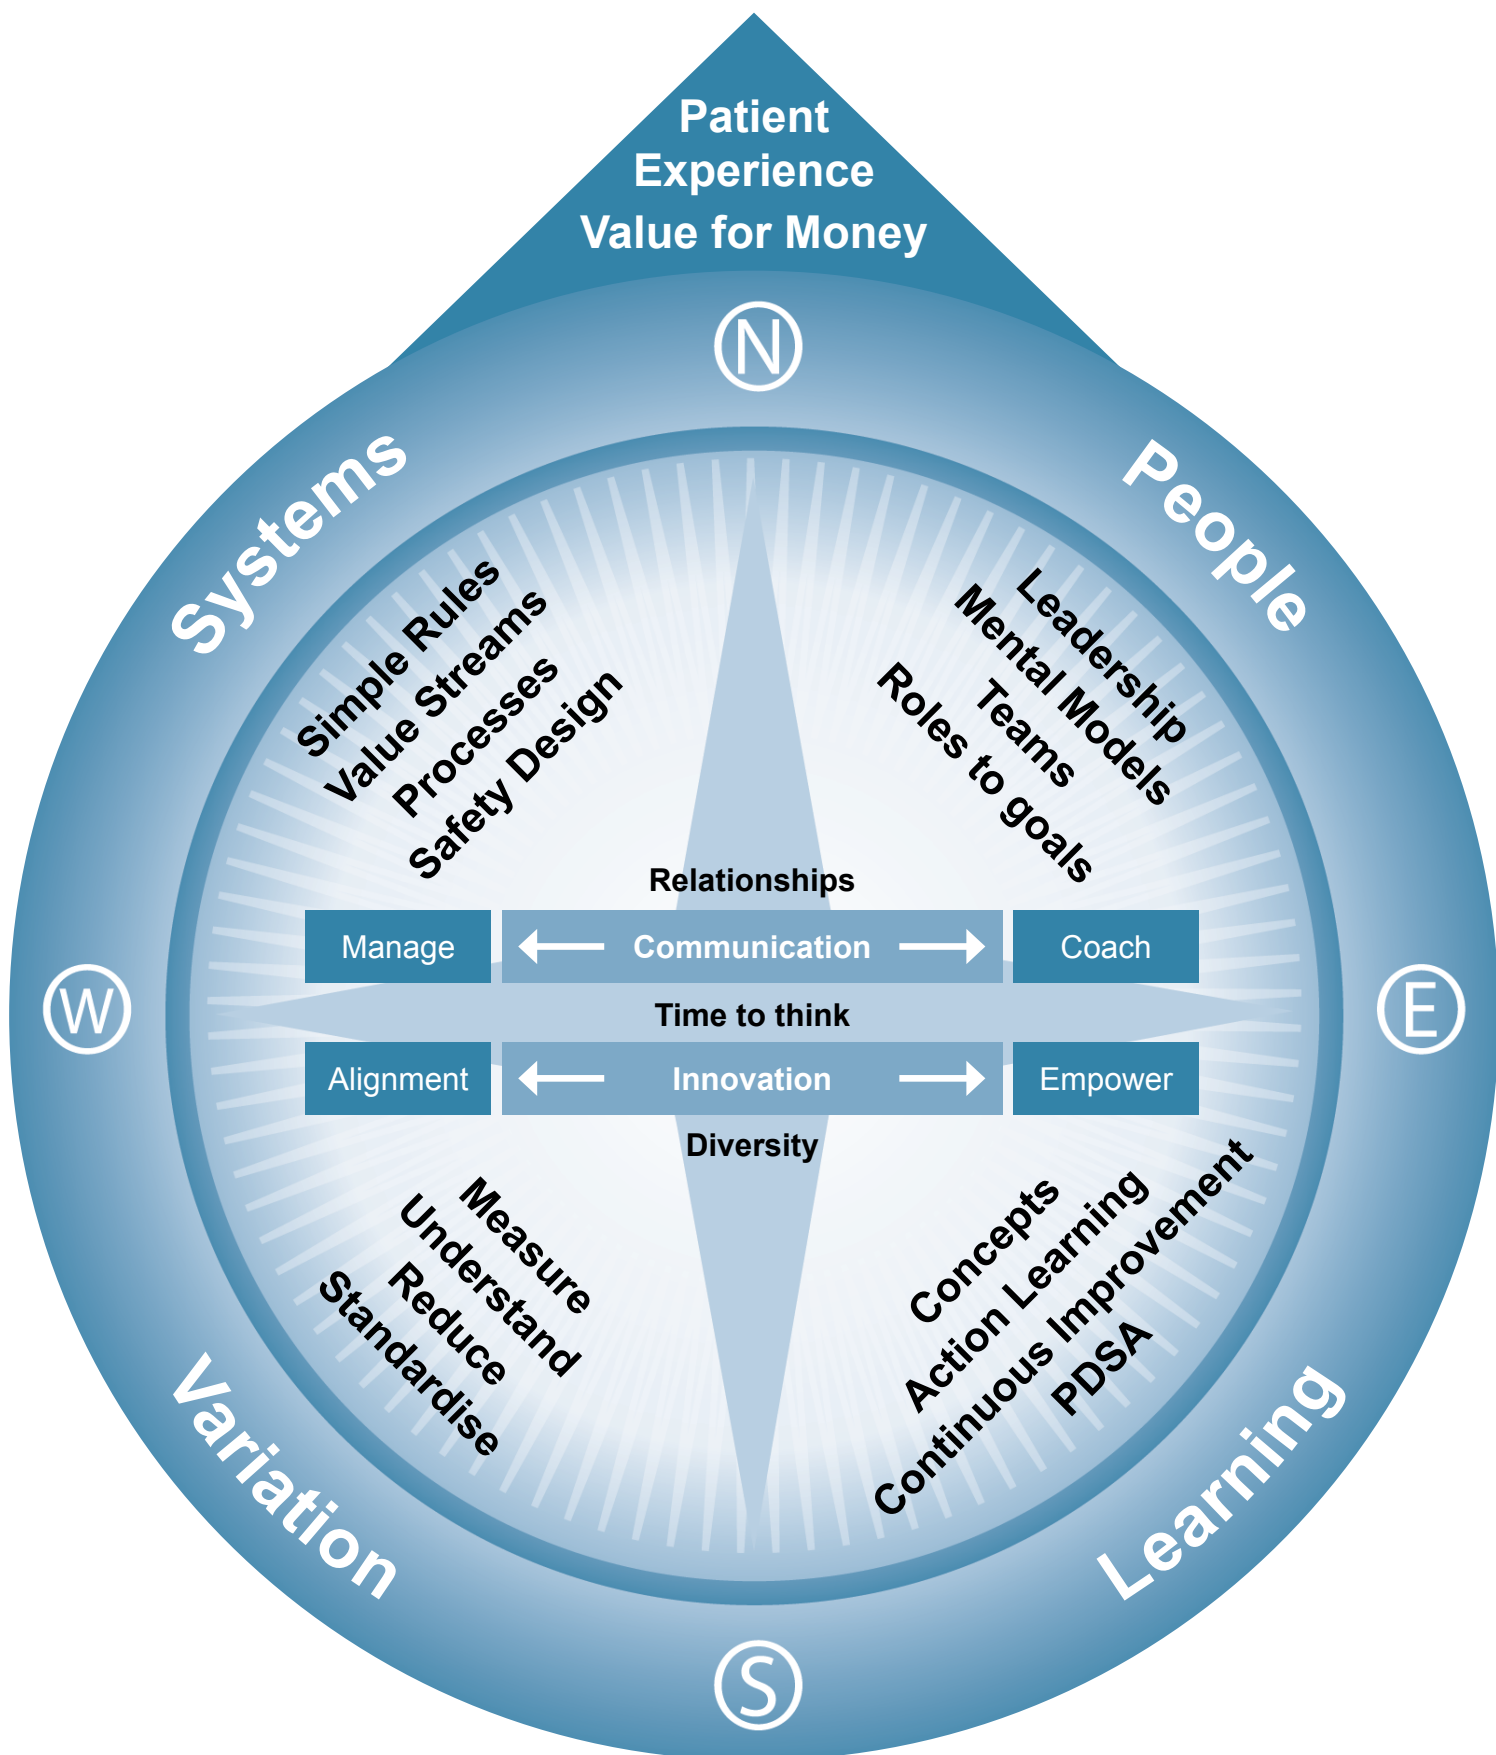 Patient
Experience
Value for Money
N
Systems
People
Simple Rules
Value Streams
Processes
Safety Design
Leadership
Mental Models
Teams
Roles to goals
Relationships
Manage
Communication
Coach
W
Time to think
E
Alignment
Innovation
Empower
Diversity
Measure
Understand
Reduce
Standardise
Concepts
Action Learning
Continuous Improvement
PDSA
Variation
Learning
S